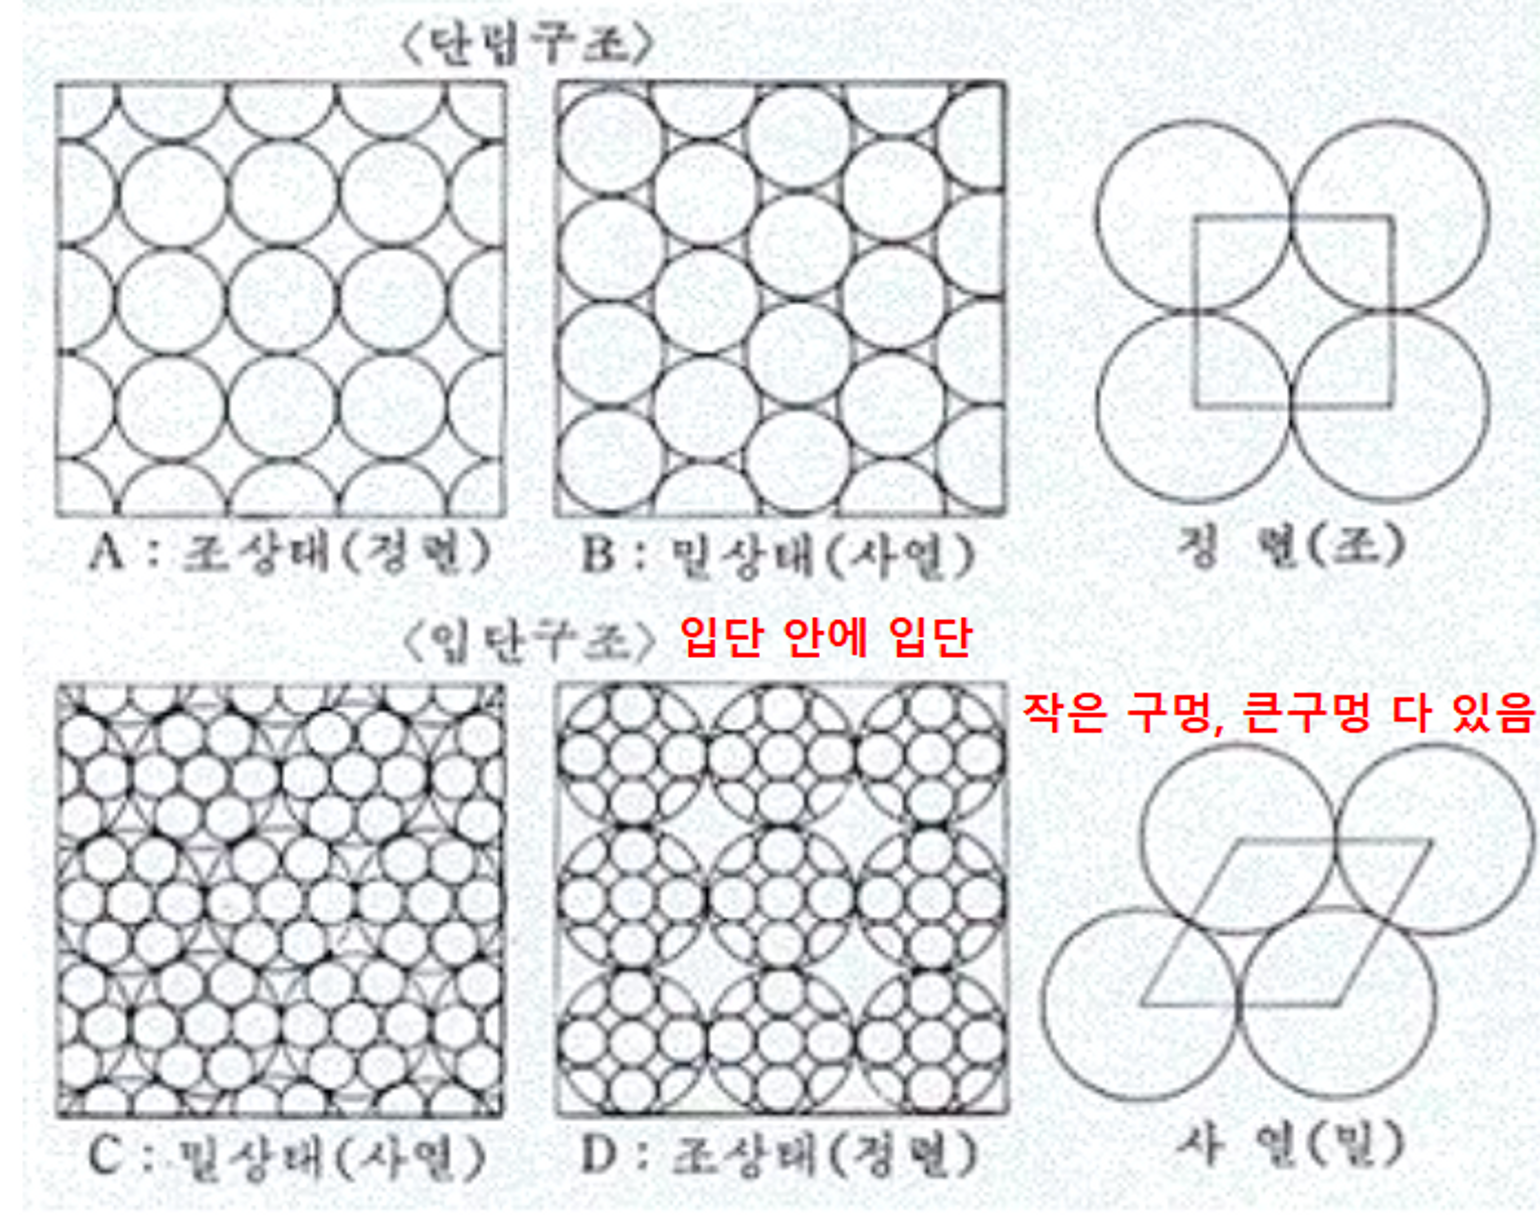 <단립구조>
A : 조상태(정렬)
B : 밀상태(사열)
정 렬(조)
<입단구조> 입단 안에 입단
작은 구멍, 큰구멍 다 있음
C : 밀상태(사열)
D : 조상태(정렬)
사 열(밀)